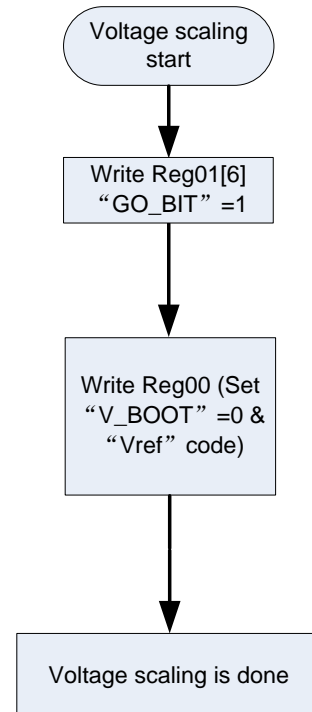 Voltage scaling
start
Write Reg01[6]
“GO_BIT” =1
Write Reg00 (Set
“V_BOOT” =0 &
“Vref” code)
Voltage scaling is done